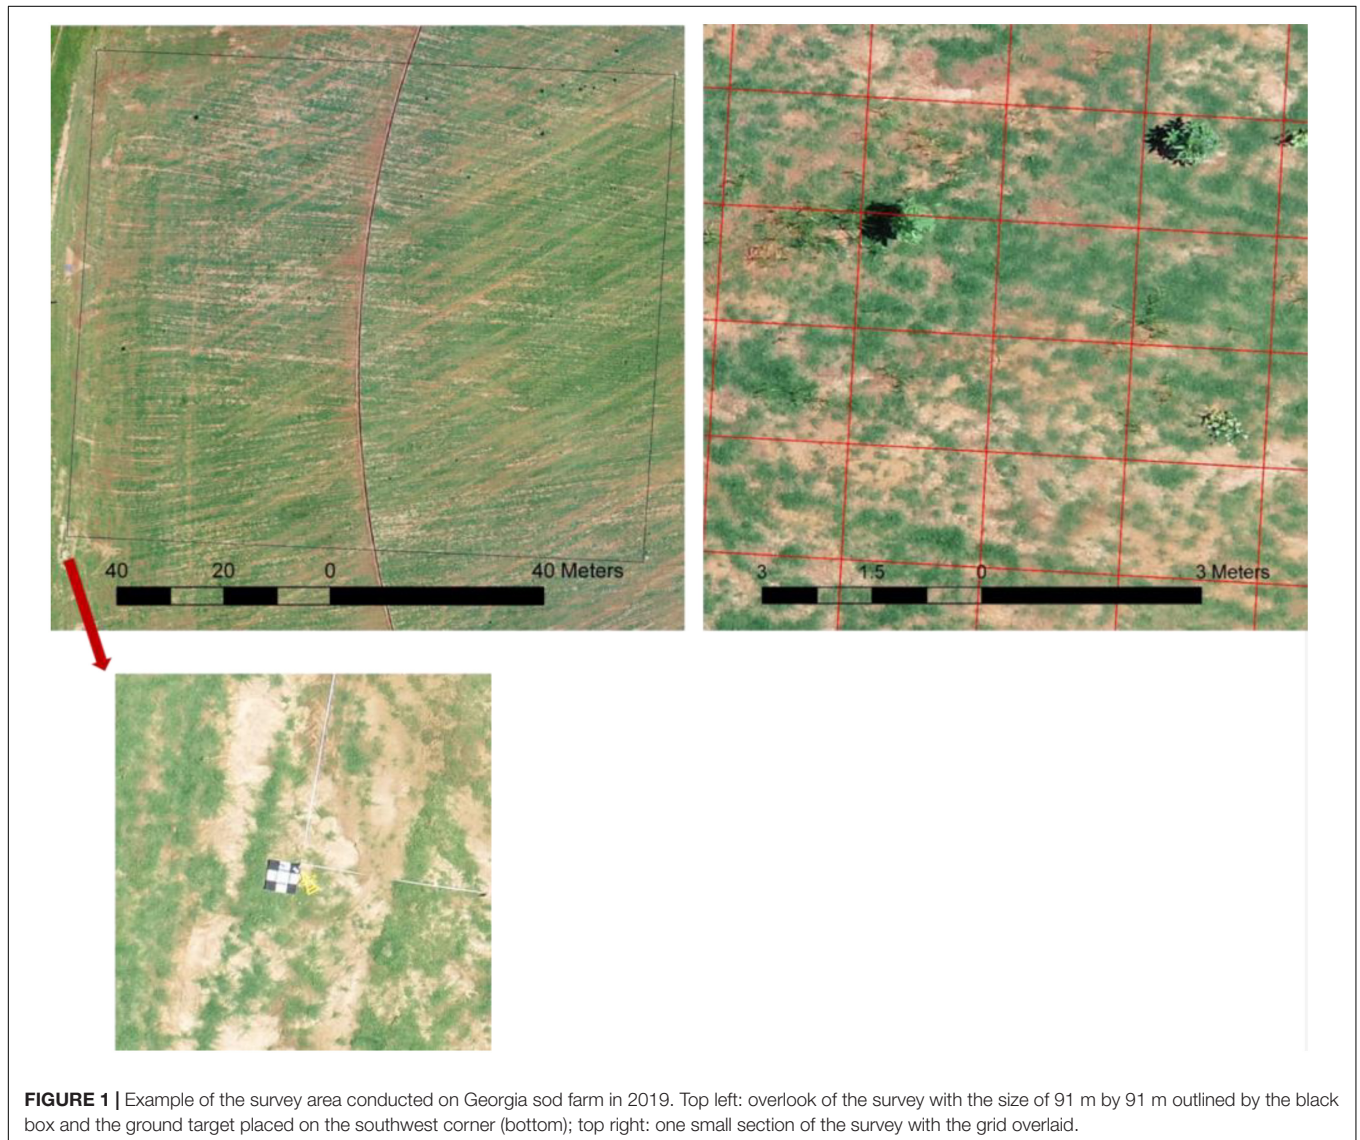 40 20 0 40 Meters
3 1.5 0 3 Meters
FIGURE 1 | Example of the survey area conducted on Georgia sod farm in 2019. Top left: overlook of the survey with the size of 91 m by 91 m outlined by the black
box and the ground target placed on the southwest corner (bottom); top right: one small section of the survey with the grid overlaid.